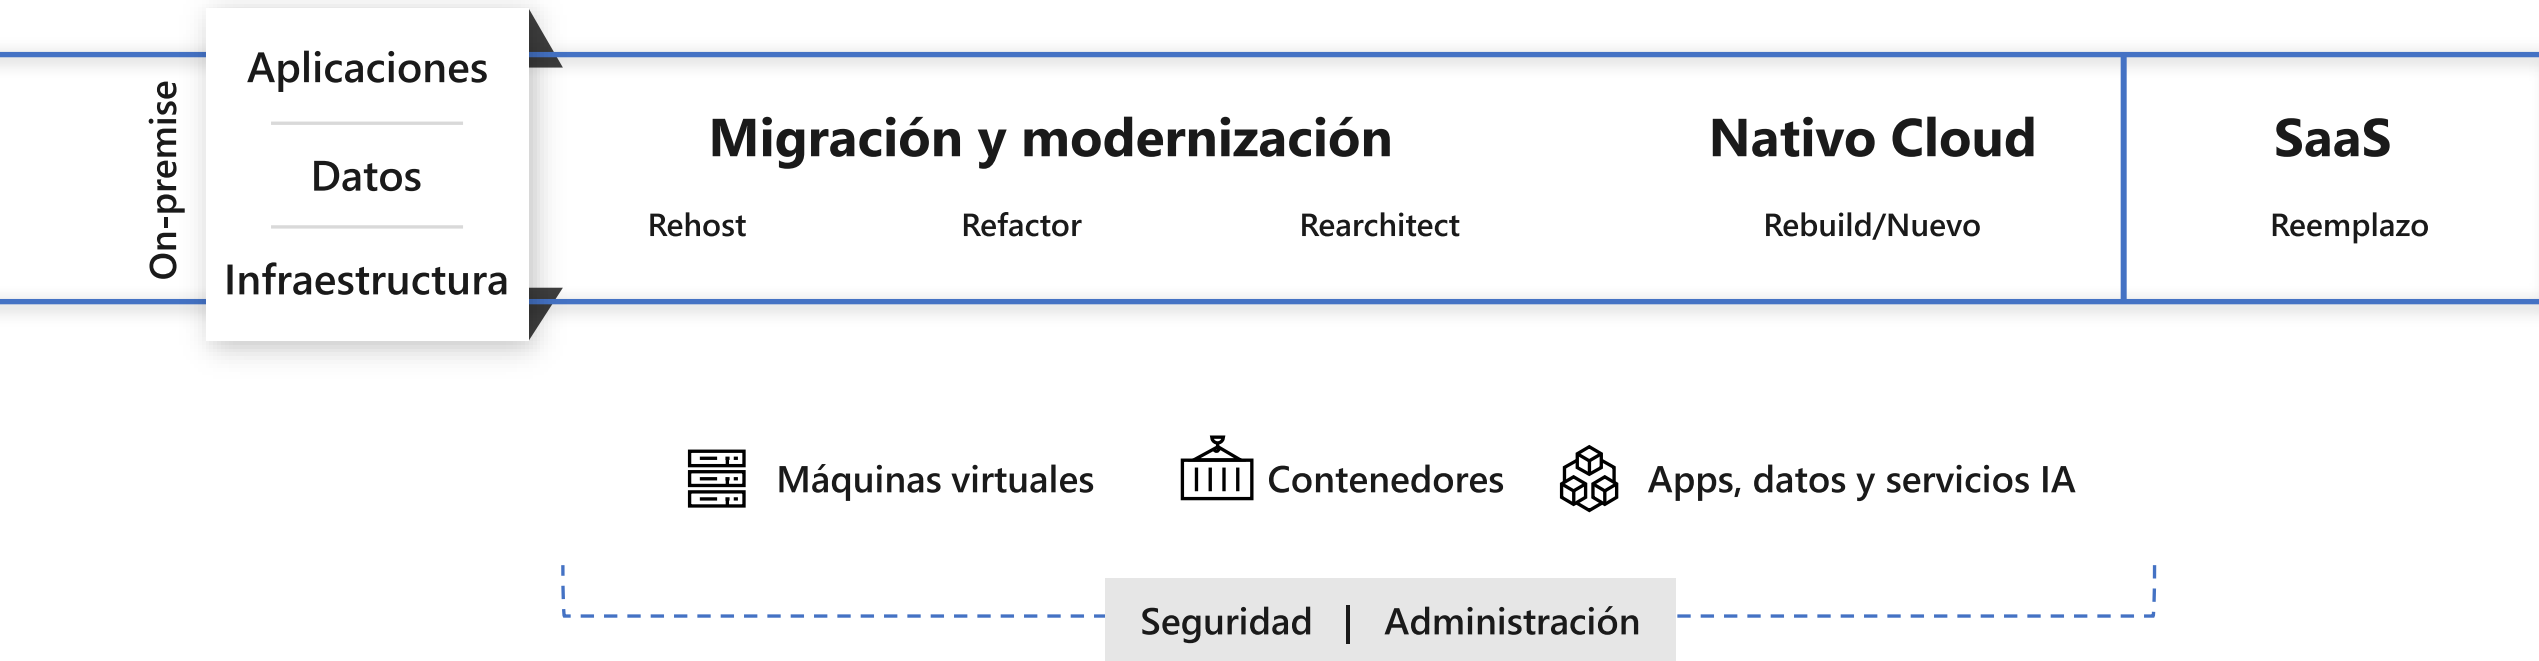 On-premise
Aplicaciones
Datos
Infraestructura
Migración y modernización
Rehost
Refactor
Rearchitect
Nativo Cloud
Rebuild/Nuevo
SaaS
Reemplazo
Máquinas virtuales
Contenedores
Apps, datos y servicios IA
Seguridad | Administración